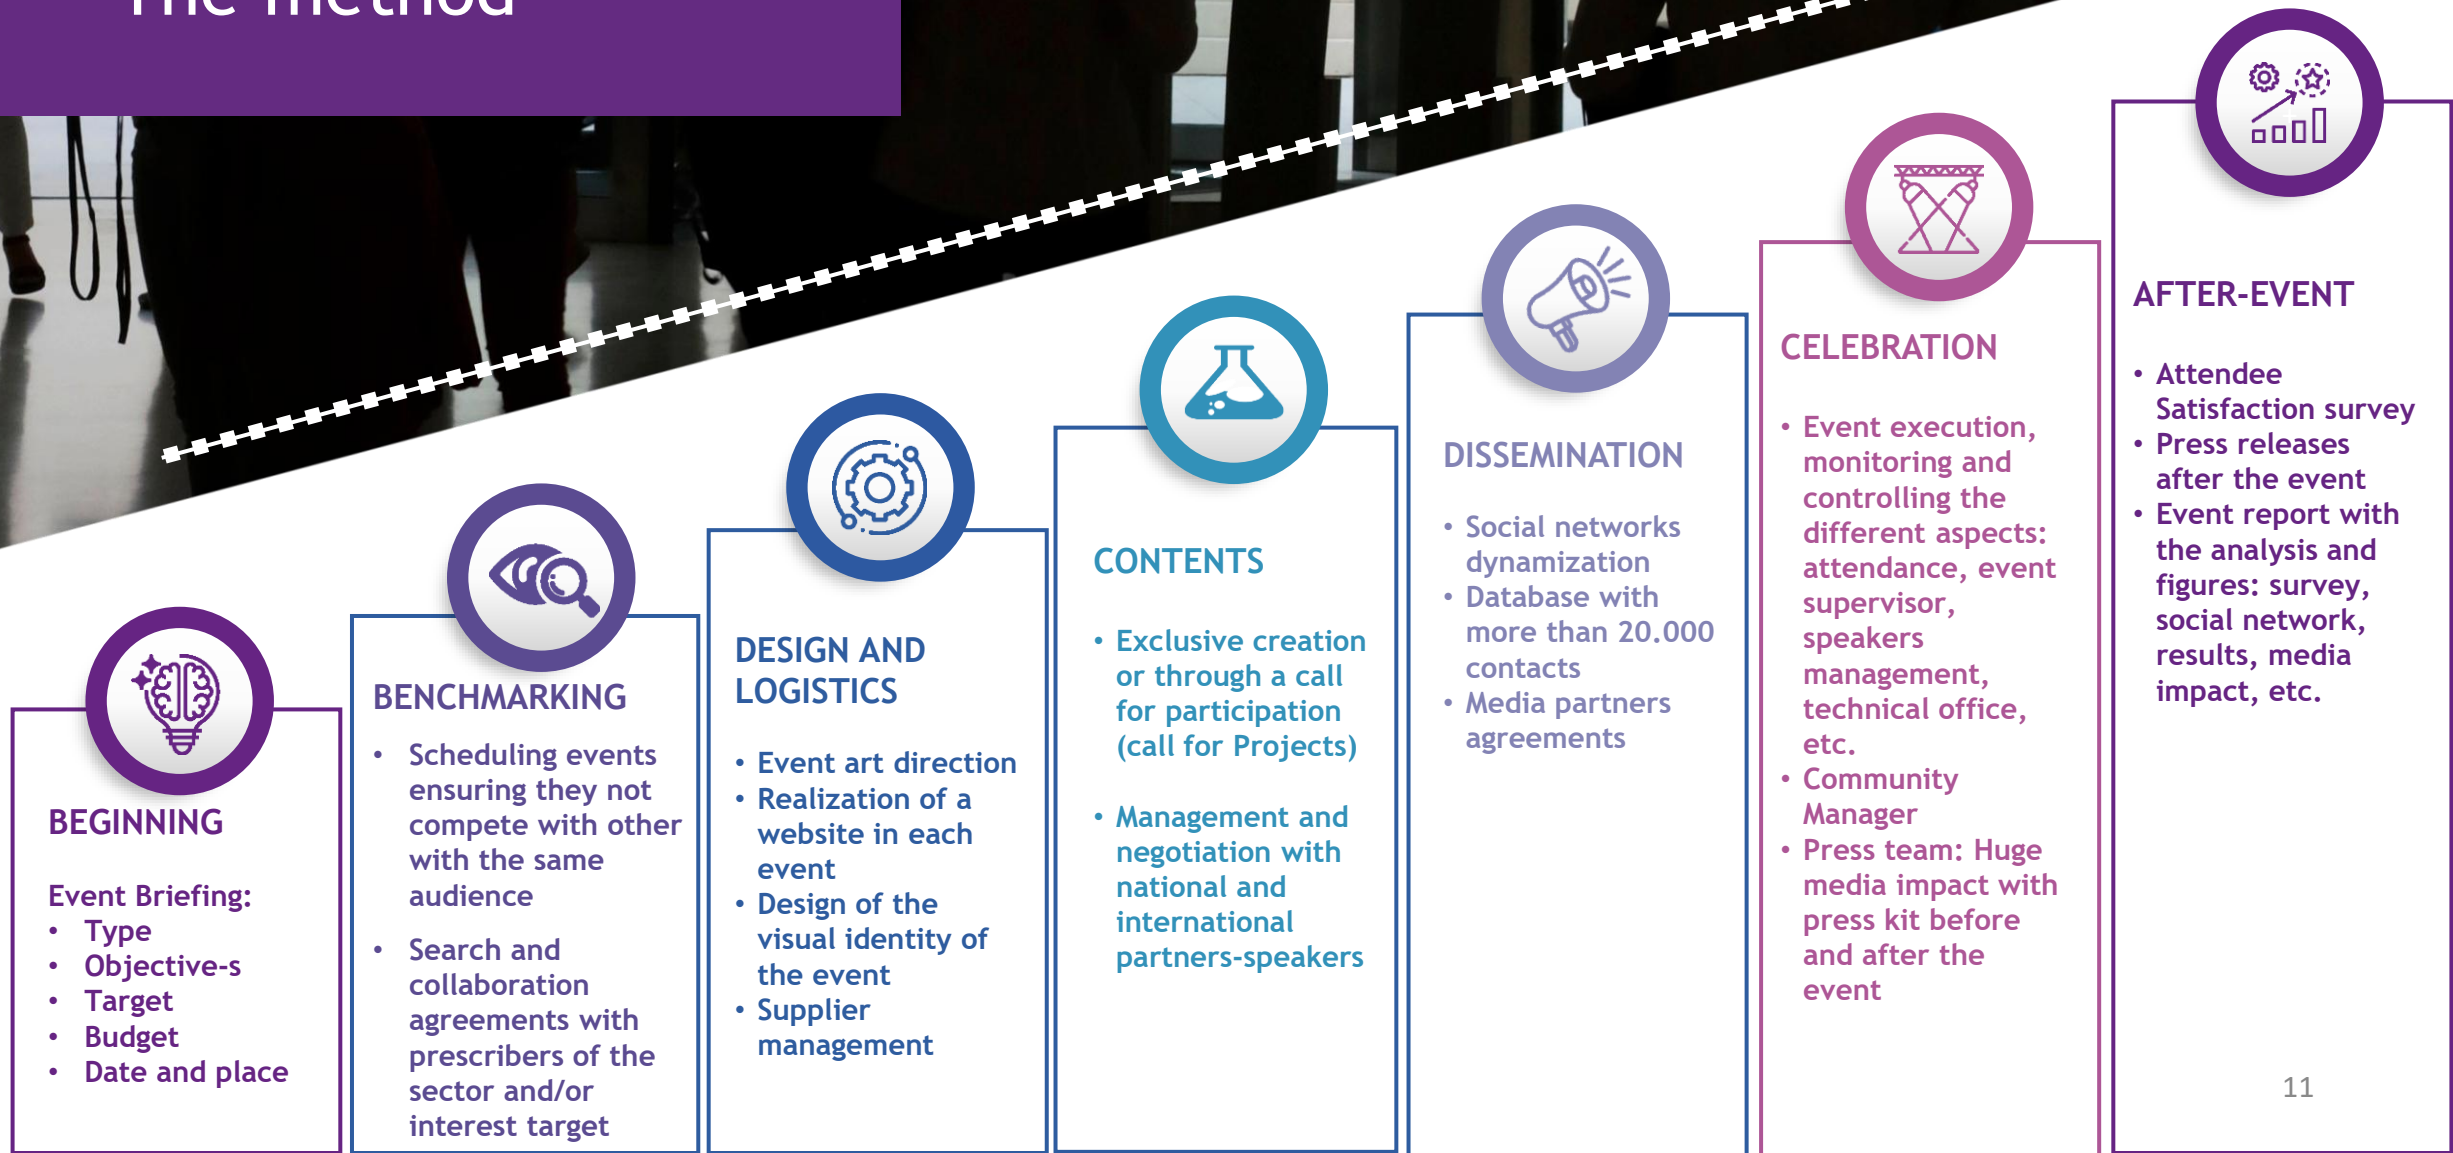 The method
BEGINNING
Event Briefing:
• Type
• Objective-s
• Target
• Budget
• Date and place
BENCHMARKING
• Scheduling events
ensuring they not
compete with other
with the same
audience
• Search and
collaboration
agreements with
prescribers of the
sector and/or
interest target
DESIGN AND
LOGISTICS
• Event art direction
• Realization of a
website in each
event
• Design of the
visual identity of
the event
• Supplier
management
CONTENTS
• Exclusive creation
or through a call
for participation
(call for Projects)
• Management and
negotiation with
national and
international
partners-speakers
DISSEMINATION
• Social networks
dynamization
• Database with
more than 20.000
contacts
• Media partners
agreements
CELEBRATION
• Event execution,
monitoring and
controlling the
different aspects:
attendance, event
supervisor,
speakers
management,
technical office,
etc.
• Community
Manager
• Press team: Huge
media impact with
press kit before
and after the
event
AFTER-EVENT
• Attendee
Satisfaction survey
• Press releases
after the event
• Event report with
the analysis and
figures: survey,
social network,
results, media
impact, etc.
11